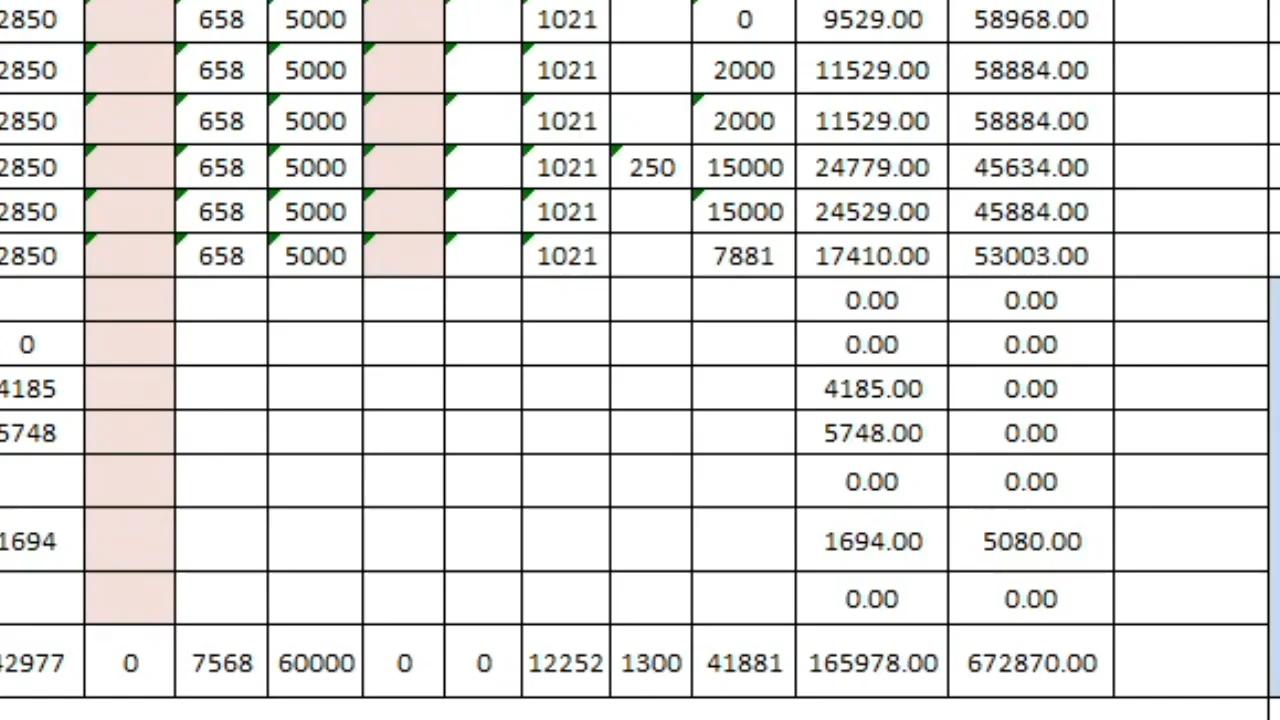 2850 658 5000 1021 0 9529.00 58968.00
2850 658 5000 1021 2000 11529.00 58884.00
2850 658 5000 1021 2000 11529.00 58884.00
2850 658 5000 1021 250 15000 24779.00 45634.00
2850 658 5000 1021 15000 24529.00 45884.00
2850 658 5000 1021 7881 17410.00 53003.00
0.00 0.00
0 0.00 0.00
4185 4185.00 0.00
5748 5748.00 0.00
0.00 0.00
1694 1694.00 5080.00
0.00 0.00
42977 0 7568 60000 0 0 12252 1300 41881 165978.00 672870.00